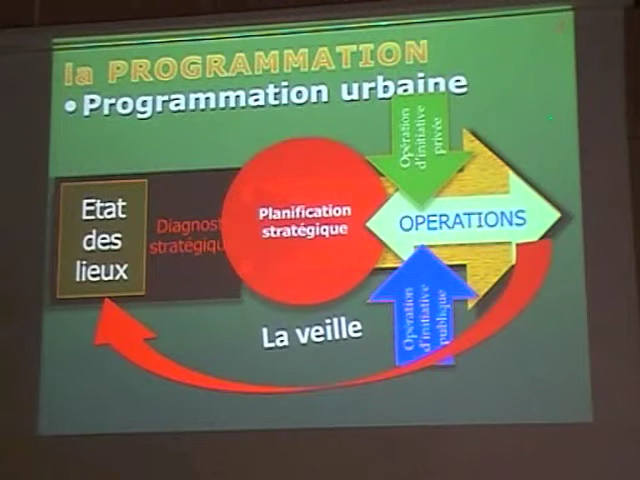 la PROGRAMMATION
• Programmation urbaine
Opération
d'initiative
privée
Etat
des
lieux
Diagnost
stratégiqu
Planification
stratégique
OPERATIONS
Opération
d'initiative
publique
La veille